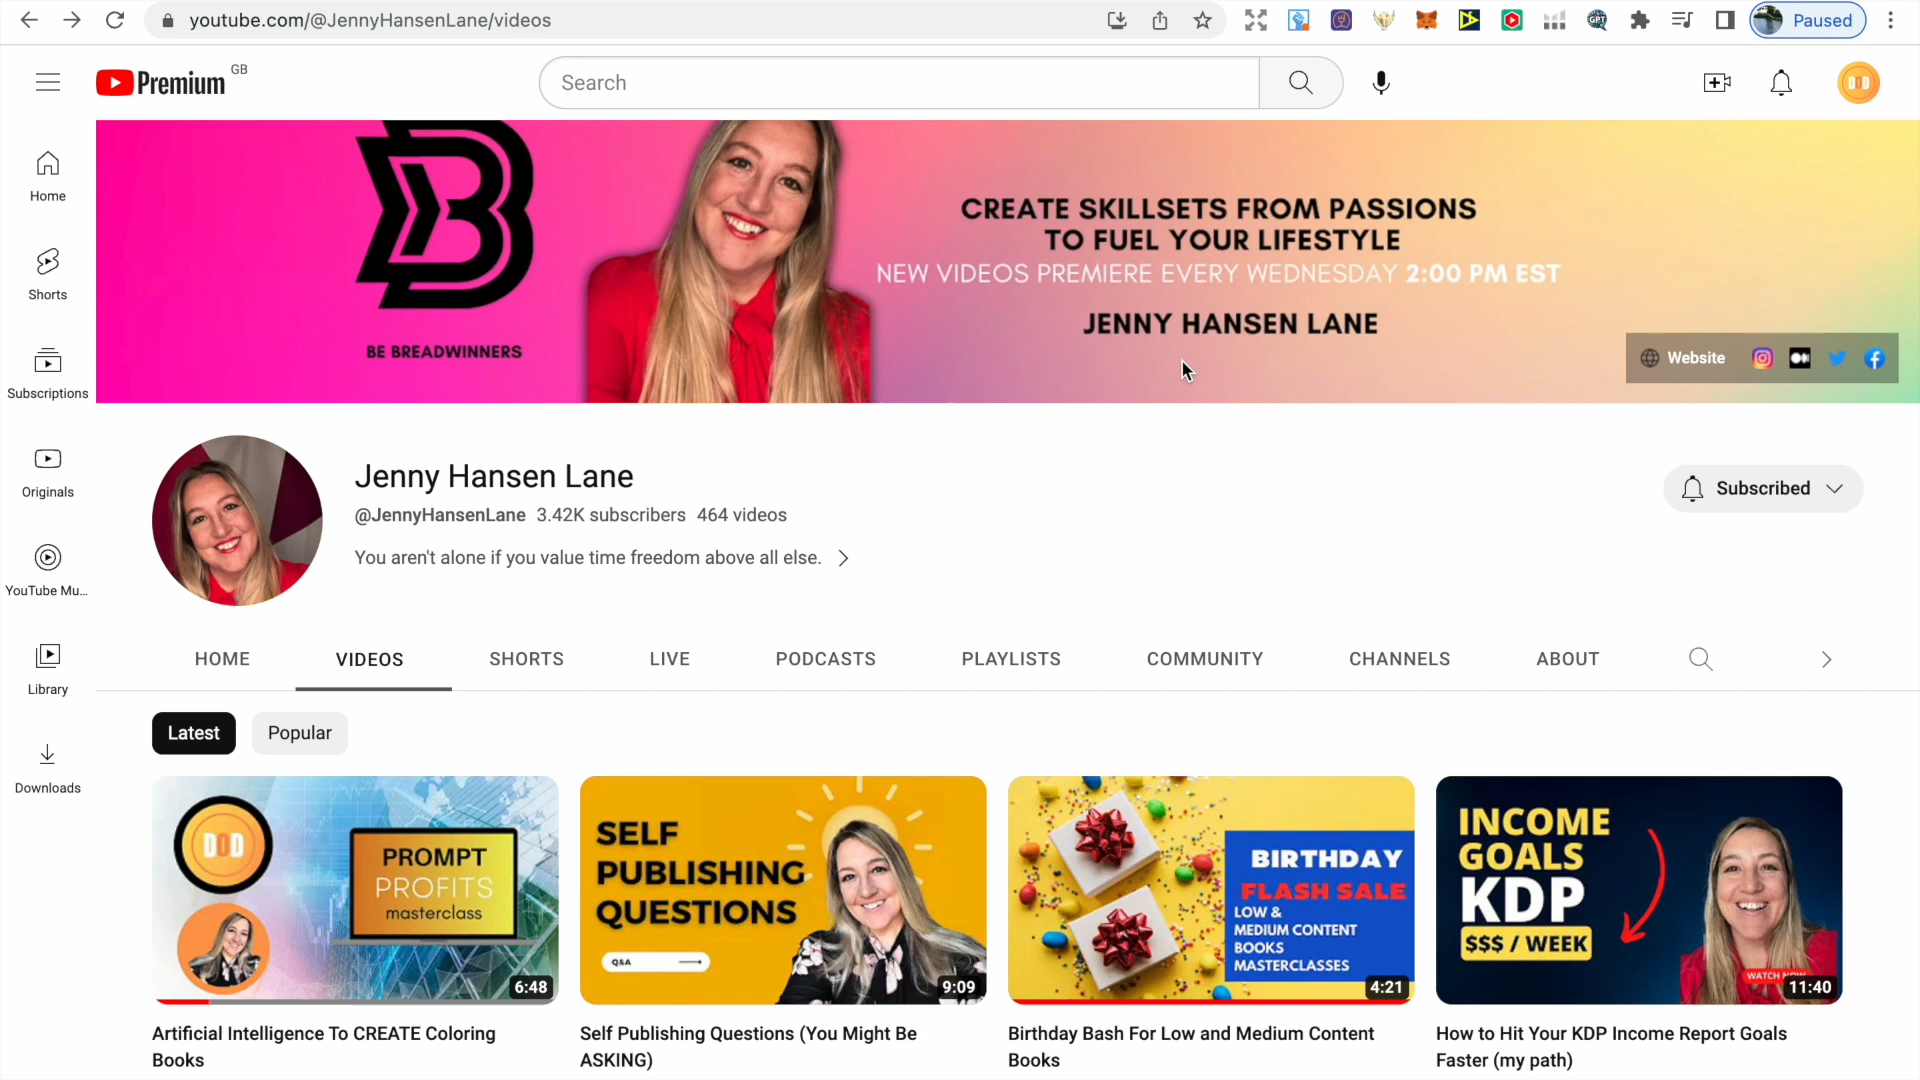 youtube.com/@JennyHansenLane/videos
GPT
Paused
Premium GB
Search
DOD
Home
Shorts
Subscriptions
Originals
YouTube Mu...
Library
Downloads
B
BE BREADWINNERS
CREATE SKILLSETS FROM PASSIONS
TO FUEL YOUR LIFESTYLE
NEW VIDEOS PREMIERE EVERY WEDNESDAY 2:00 PM EST
JENNY HANSEN LANE
Website
Jenny Hansen Lane
@JennyHansenLane 3.42K subscribers 464 videos
You aren't alone if you value time freedom above all else.
Subscribed
HOME VIDEOS SHORTS LIVE PODCASTS PLAYLISTS COMMUNITY CHANNELS ABOUT
Latest Popular
DOD
PROMPT
PROFITS
masterclass
6:48
Artificial Intelligence To CREATE Coloring
Books
SELF
PUBLISHING
QUESTIONS
Q&A
9:09
Self Publishing Questions (You Might Be
ASKING)
BIRTHDAY
FLASH SALE
LOW &
MEDIUM CONTENT
BOOKS
MASTERCLASSES
4:21
Birthday Bash For Low and Medium Content
Books
INCOME
GOALS
KDP
$$$ / WEEK
WATCH NOW
11:40
How to Hit Your KDP Income Report Goals
Faster (my path)